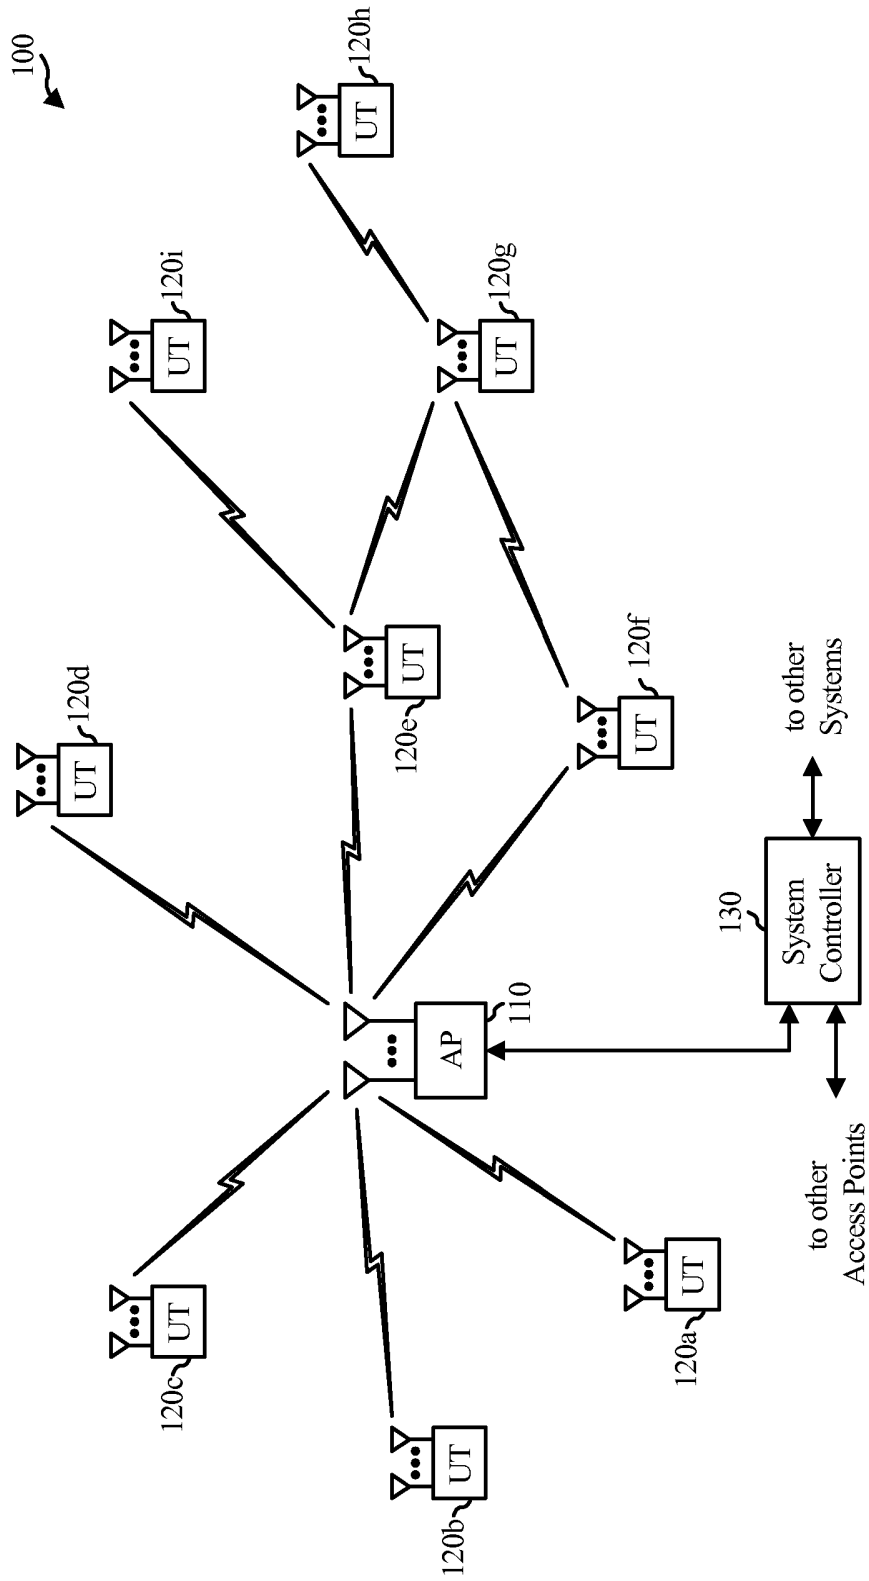 100
120h
UT
120i
UT
120g
UT
120d
UT
UT
120e
120f
UT
to other
Systems
130
System
Controller
110
AP
to other
Access Points
UT
120c
UT
120a
UT
120b